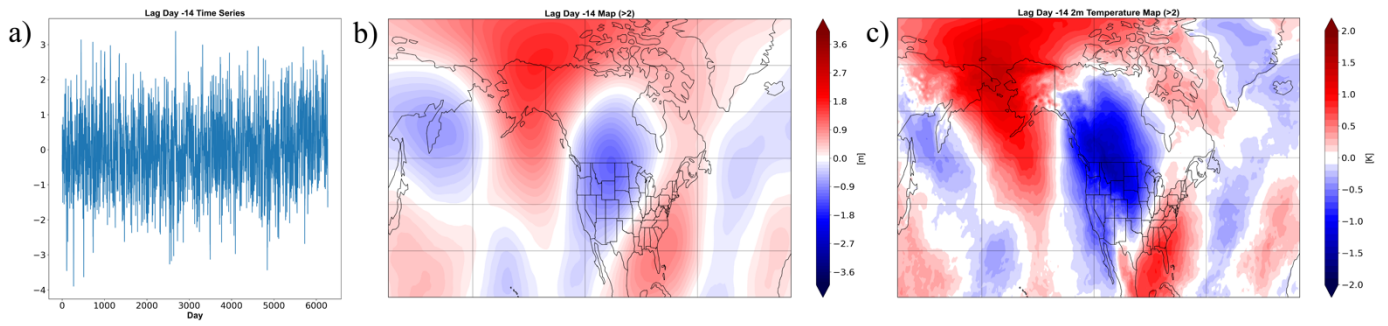 a)
Lag Day -14 Time Series
3
2
1
0
−1
−2
−3
−4
0 1000 2000 3000 4000 5000 6000
Day
b)
Lag Day -14 Map (>2)
3.6
2.7
1.8
0.9
0.0
−0.9
−1.8
−2.7
−3.6
[m]
c)
Lag Day -14 2m Temperature Map (>2)
2.0
1.5
1.0
0.5
0.0
−0.5
−1.0
−1.5
−2.0
[K]